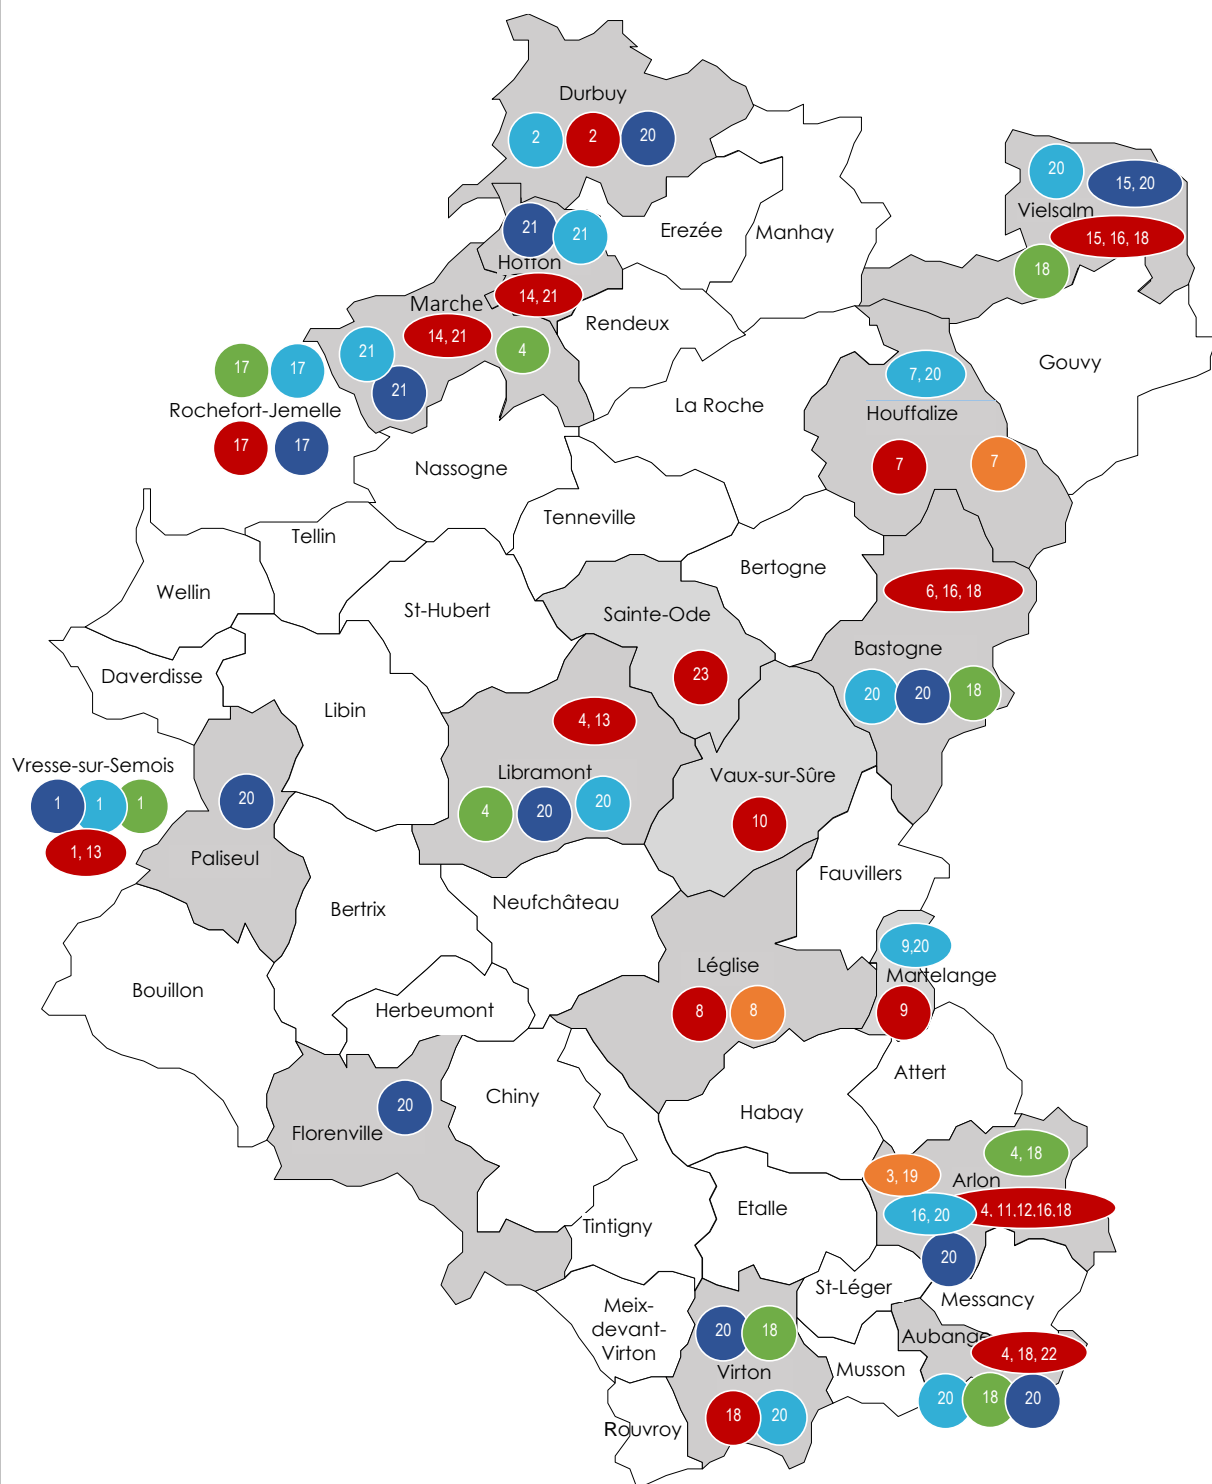 Durbuy
2
2
20
20
15, 20
Vielsalm
15, 16, 18
18
21
21
Hotton
14, 21
Erezée
Manhay
Marche
14, 21
4
21
21
Rendeux
Gouvy
17
17
Rochefort-Jemelle
17
17
7, 20
Houffalize
7
7
La Roche
Nassogne
Tenneville
Tellin
Bertogne
Wellin
St-Hubert
Sainte-Ode
23
6, 16, 18
Bastogne
20
20
18
Daverdisse
Libin
4, 13
Libramont
4
20
20
Vaux-sur-Sûre
10
Vresse-sur-Semois
1
1
1
1, 13
20
Paliseul
Fauvillers
Bertrix
Neufchâteau
9,20
Martelange
9
Léglise
8
8
Bouillon
Herbeumont
Attert
Chiny
Habay
20
Florenville
4, 18
3, 19
Arlon
16, 20
4, 11,12,16,18
20
Etalle
Tintigny
St-Léger
Messancy
Meix-
devant-
Virton
20
18
Virton
18
20
Musson
Aubange
4, 18, 22
20
18
20
Rouvroy